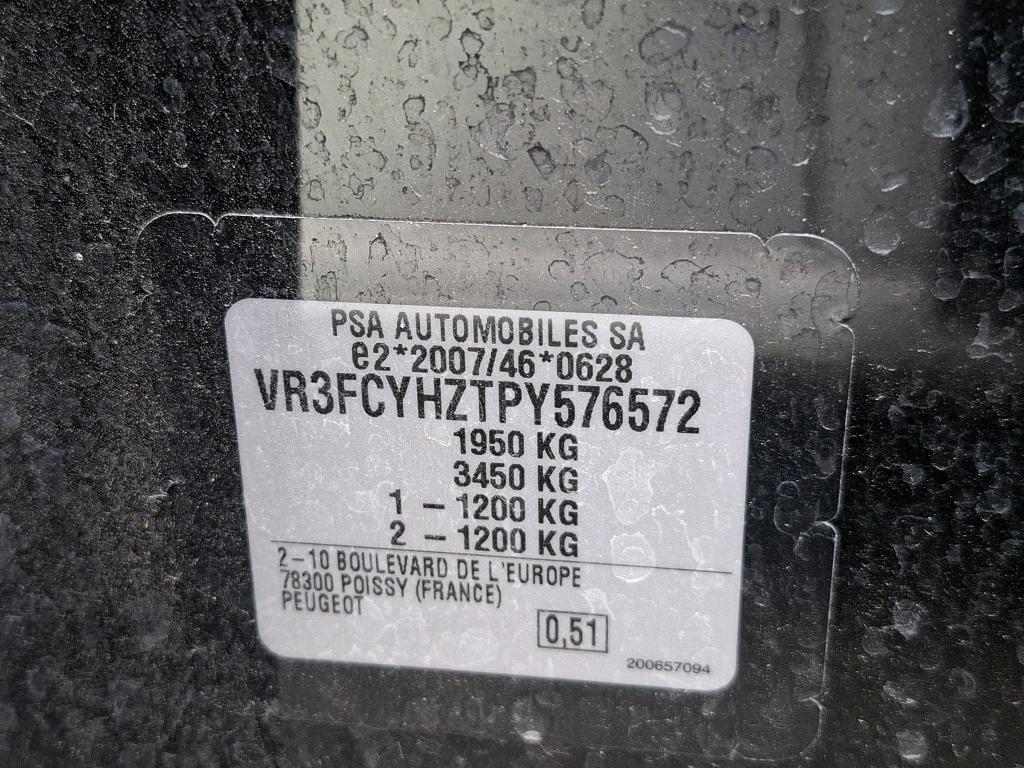 PSA AUTOMOBILES SA
e2*2007/46*0628
VR3FCYHZTPY576572
1950 KG
3450 KG
1 – 1200 KG
2 – 1200 KG
2–10 BOULEVARD DE L'EUROPE
78300 POISSY (FRANCE)
PEUGEOT
0,51
200657094